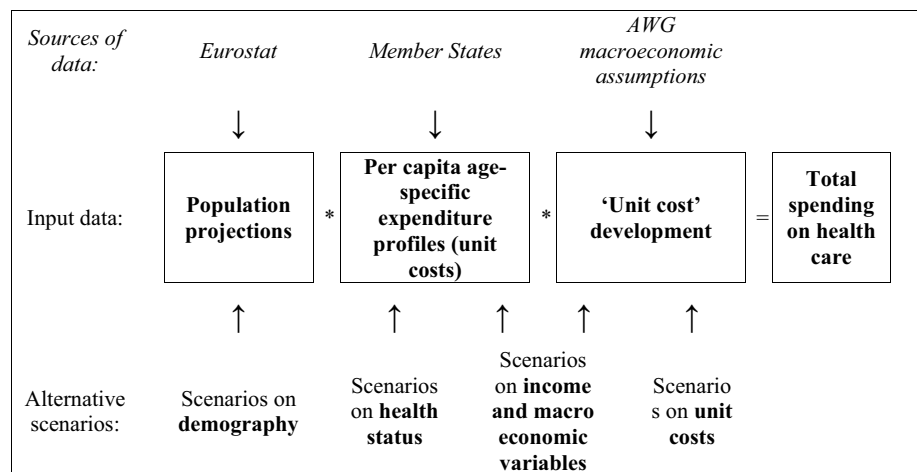 Sources of
data:
Eurostat
Member States
AWG
macroeconomic
assumptions
↓ ↓ ↓
Input data:
Population
projections
*
Per capita age-
specific
expenditure
profiles (unit
costs)
*
‘Unit cost’
development
=
Total
spending
on health
care
↑ ↑ ↑ ↑ ↑
Alternative
scenarios:
Scenarios on
demography
Scenarios
on health
status
Scenarios
on income
and macro
economic
variables
Scenario
s on unit
costs